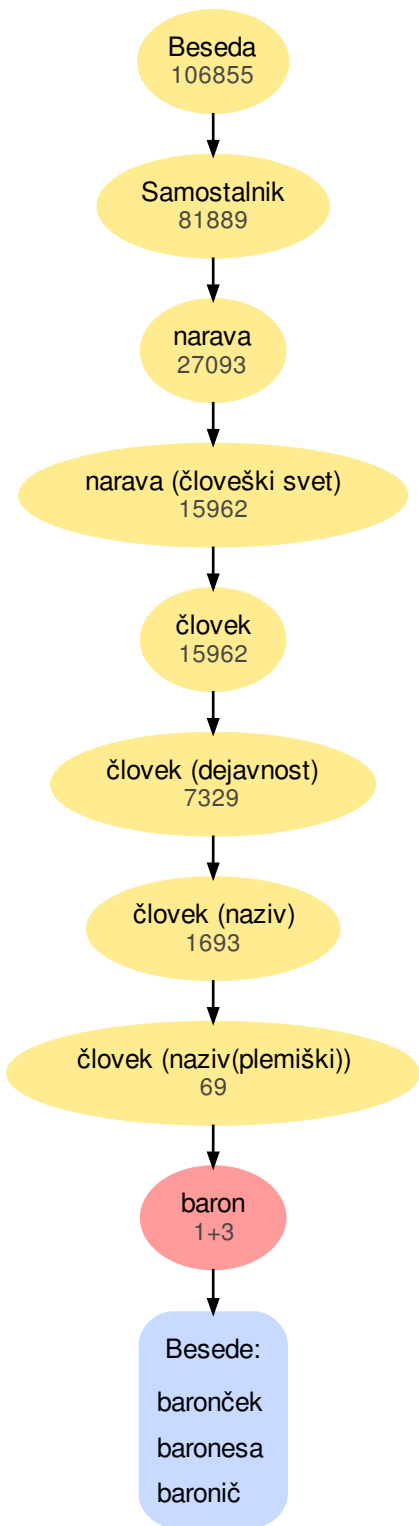 Beseda
106855
Samostalnik
81889
narava
27093
narava (človeški svet)
15962
človek
15962
človek (dejavnost)
7329
človek (naziv)
1693
človek (naziv(plemiški))
69
baron
1+3
Besede:
baronček
baronesa
baronič